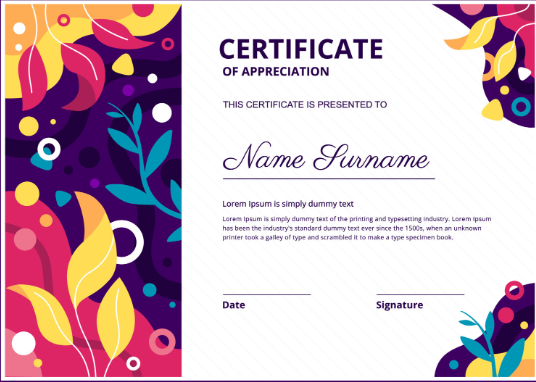 CERTIFICATE
OF APPRECIATION
THIS CERTIFICATE IS PRESENTED TO
Name Surname
Lorem Ipsum is simply dummy text
Lorem Ipsum is simply dummy text of the printing and typesetting industry. Lorem Ipsum
has been the industry's standard dummy text ever since the 1500s, when an unknown
printer took a galley of type and scrambled it to make a type specimen book.
Date
Signature